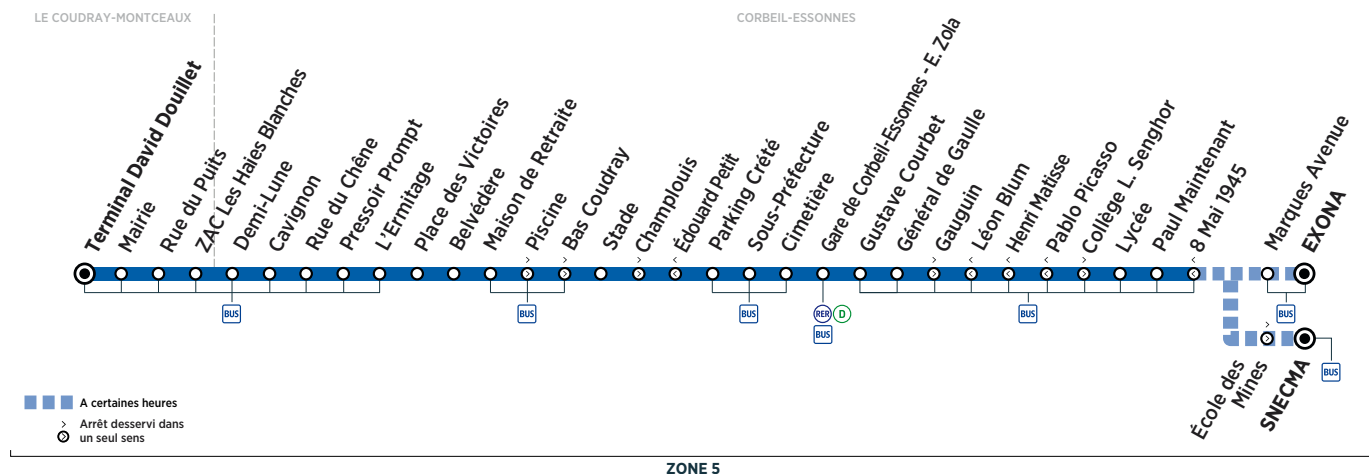 LE COUDRAY-MONTCEAUX
CORBEIL-ESSONNES
Terminal David Douillet
Mairie
Rue du Puits
ZAC Les Haies Blanches
Demi-Lune
Cavignon
Rue du Chêne
Pressoir Prompt
L'Ermitage
Place des Victoires
Belvédère
Maison de Retraite
Piscine
Bas Coudray
Stade
Champlouis
Édouard Petit
Parking Crété
Sous-Préfecture
Cimetière
Gare de Corbeil-Essonnes - E. Zola
Gustave Courbet
Général de Gaulle
Gauguin
Léon Blum
Henri Matisse
Pablo Picasso
Collège L. Senghor
Lycée
Paul Maintenant
8 Mai 1945
Marques Avenue
EXONA
BUS
BUS
BUS
RER D
BUS
BUS
BUS
École des
Mines
SNECMA
BUS
A certaines heures
Arrêt desservi dans
un seul sens
ZONE 5